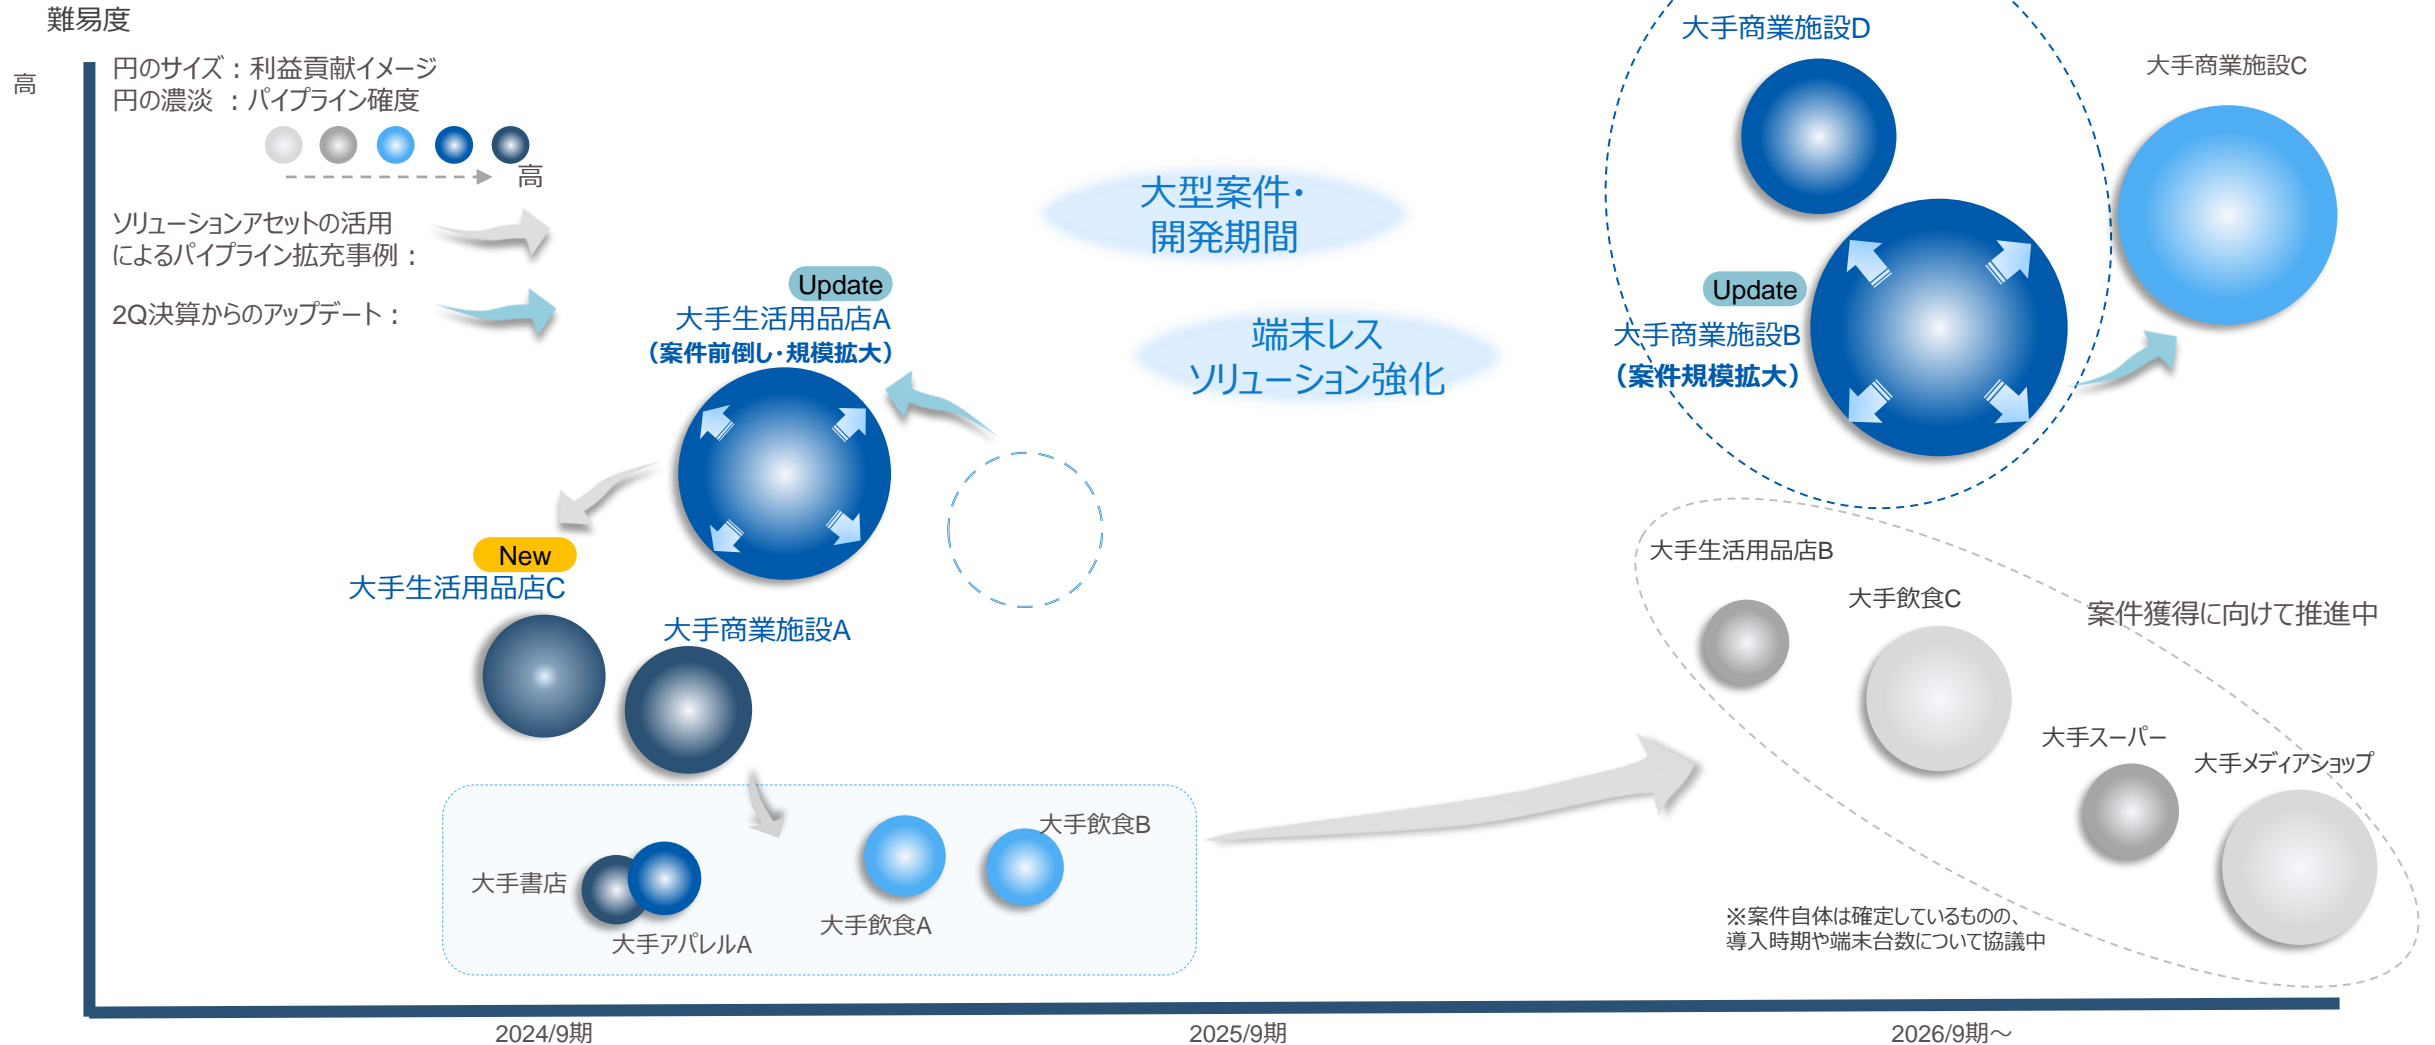 難易度
高
円のサイズ：利益貢献イメージ
円の濃淡 ：パイプライン確度
高
ソリューションアセットの活用
によるパイプライン拡充事例：
2Q決算からのアップデート：
大型案件・
開発期間
端末レス
ソリューション強化
Update
大手生活用品店A
（案件前倒し・規模拡大）
New
大手生活用品店C
大手商業施設A
大手書店
大手アパレルA
大手飲食A
大手飲食B
大手商業施設D
大手商業施設C
Update
大手商業施設B
（案件規模拡大）
大手生活用品店B
大手飲食C
案件獲得に向けて推進中
大手スーパー
大手メディアショップ
※案件自体は確定しているものの、
導入時期や端末台数について協議中
2024/9期
2025/9期
2026/9期～